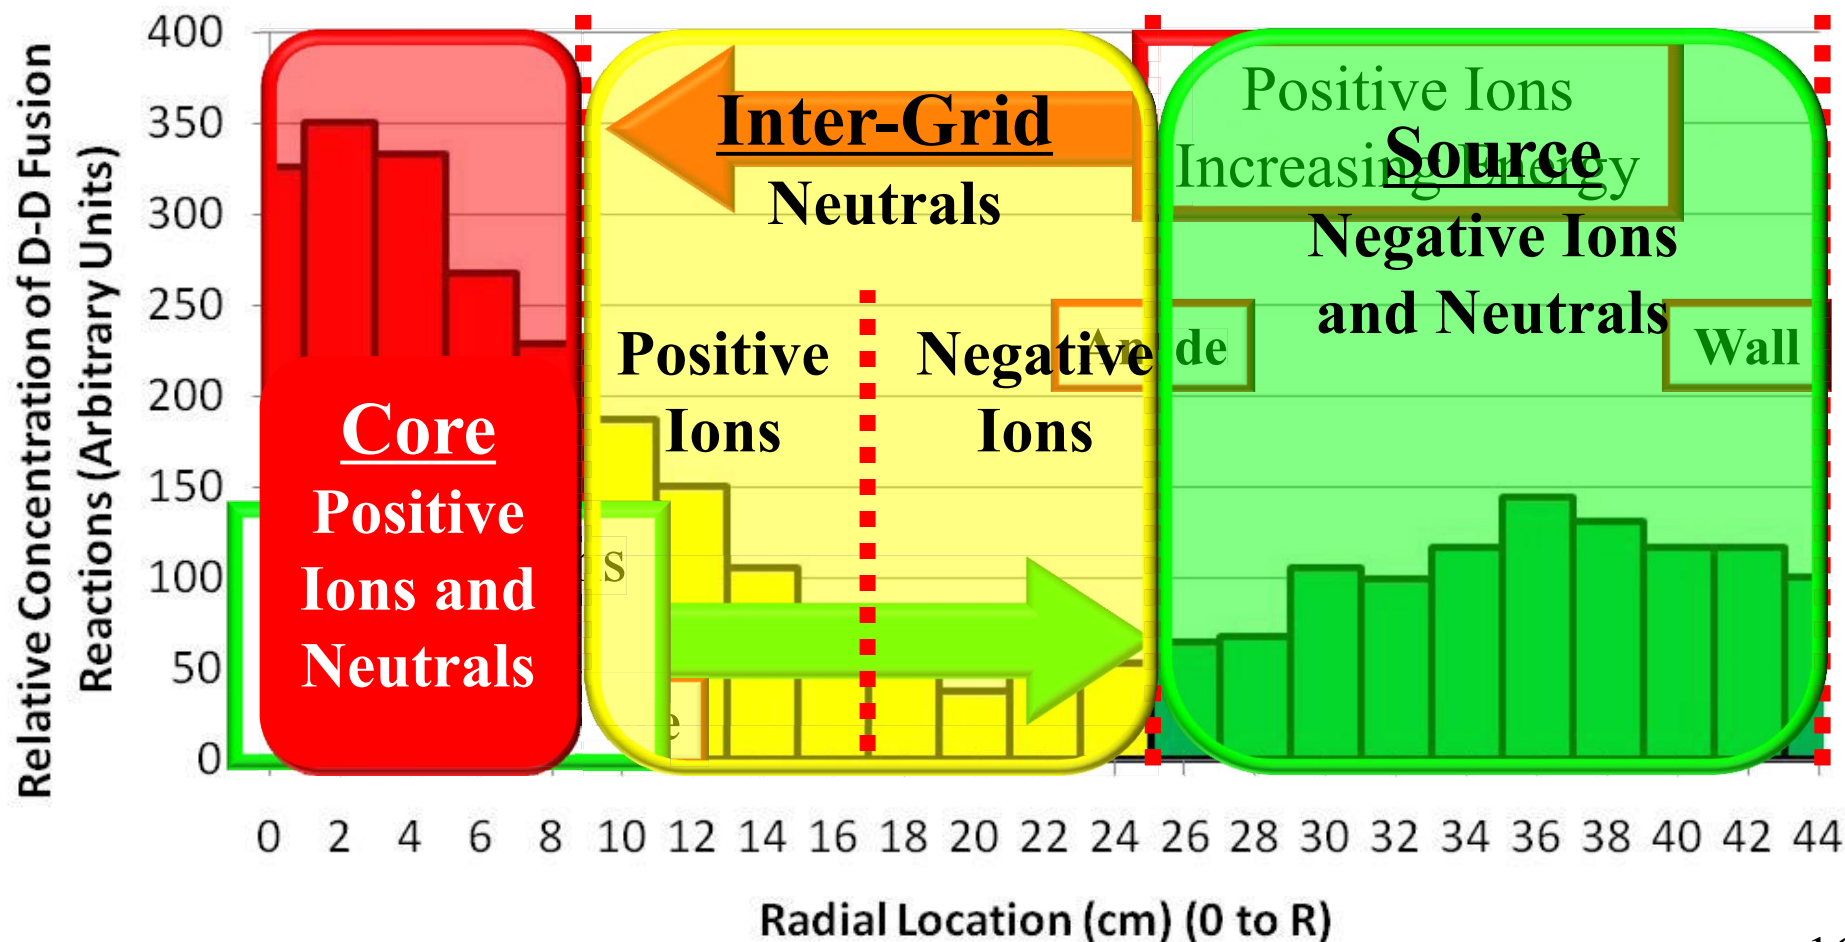 Relative Concentration of D-D Fusion
Reactions (Arbitrary Units)
400
350
300
250
200
150
100
50
0
Core
Positive
Ions and
Neutrals
Inter-Grid
Neutrals
Positive
Ions
Negative
Ions
Positive Ions
Increasing Energy
Source
Negative Ions
and Neutrals
Wall
0 2 4 6 8 10 12 14 16 18 20 22 24 26 28 30 32 34 36 38 40 42 44
Radial Location (cm) (0 to R)